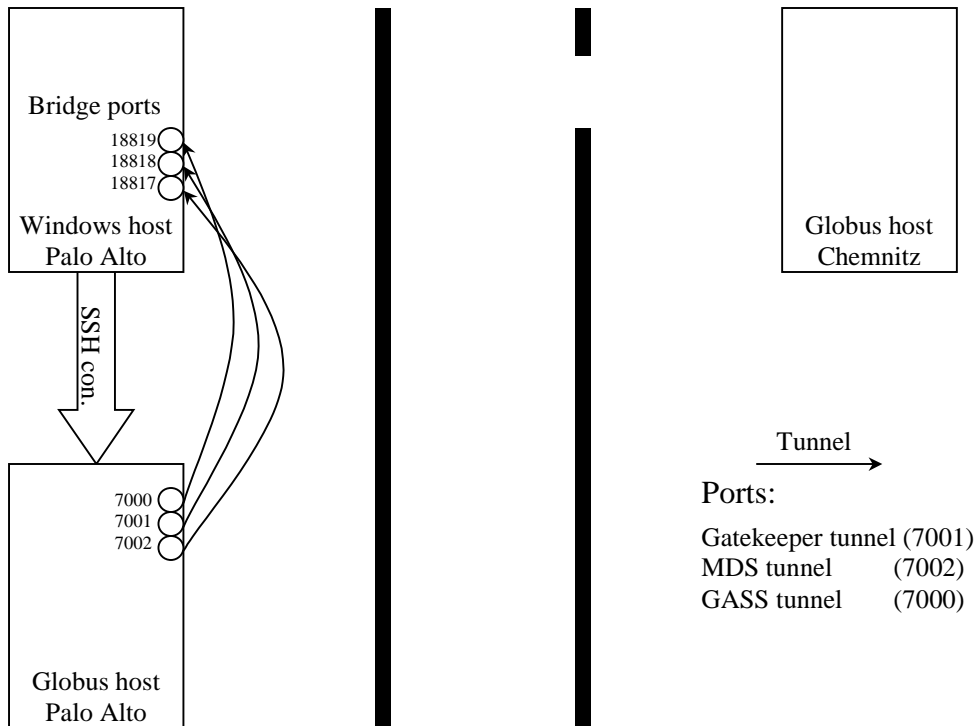 Bridge ports
18819
18818
18817
Windows host
Palo Alto
Globus host
Chemnitz
SSH con.
Tunnel
Ports:
Gatekeeper tunnel (7001)
MDS tunnel (7002)
GASS tunnel (7000)
7000
7001
7002
Globus host
Palo Alto